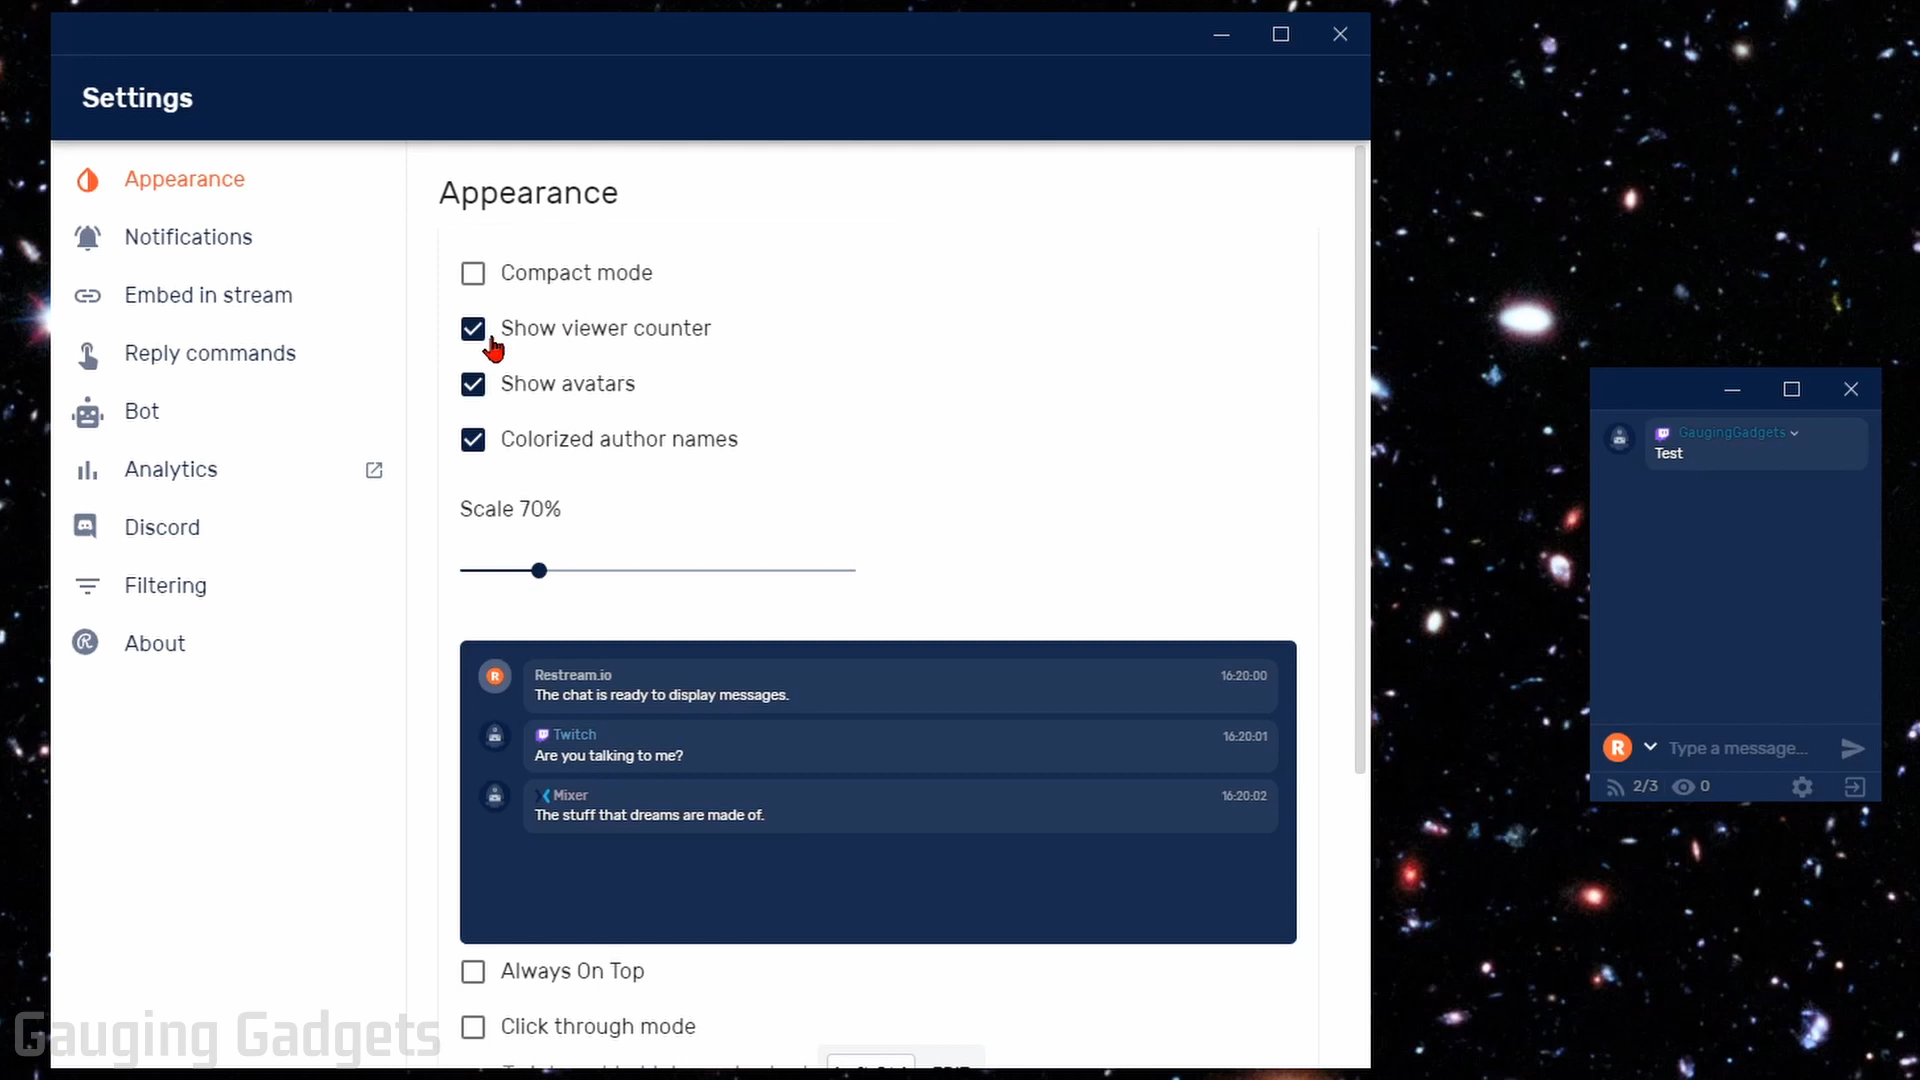 Settings
Appearance
Notifications
Embed in stream
Reply commands
Bot
Analytics
Discord
Filtering
About
Appearance
Compact mode
Show viewer counter
Show avatars
Colorized author names
Scale 70%
Restream.io 16:20:00
The chat is ready to display messages.
Twitch 16:20:01
Are you talking to me?
Mixer 16:20:02
The stuff that dreams are made of.
Always On Top
Click through mode
GaugingGadgets
Test
Type a message...
2/3 0
Gauging Gadgets